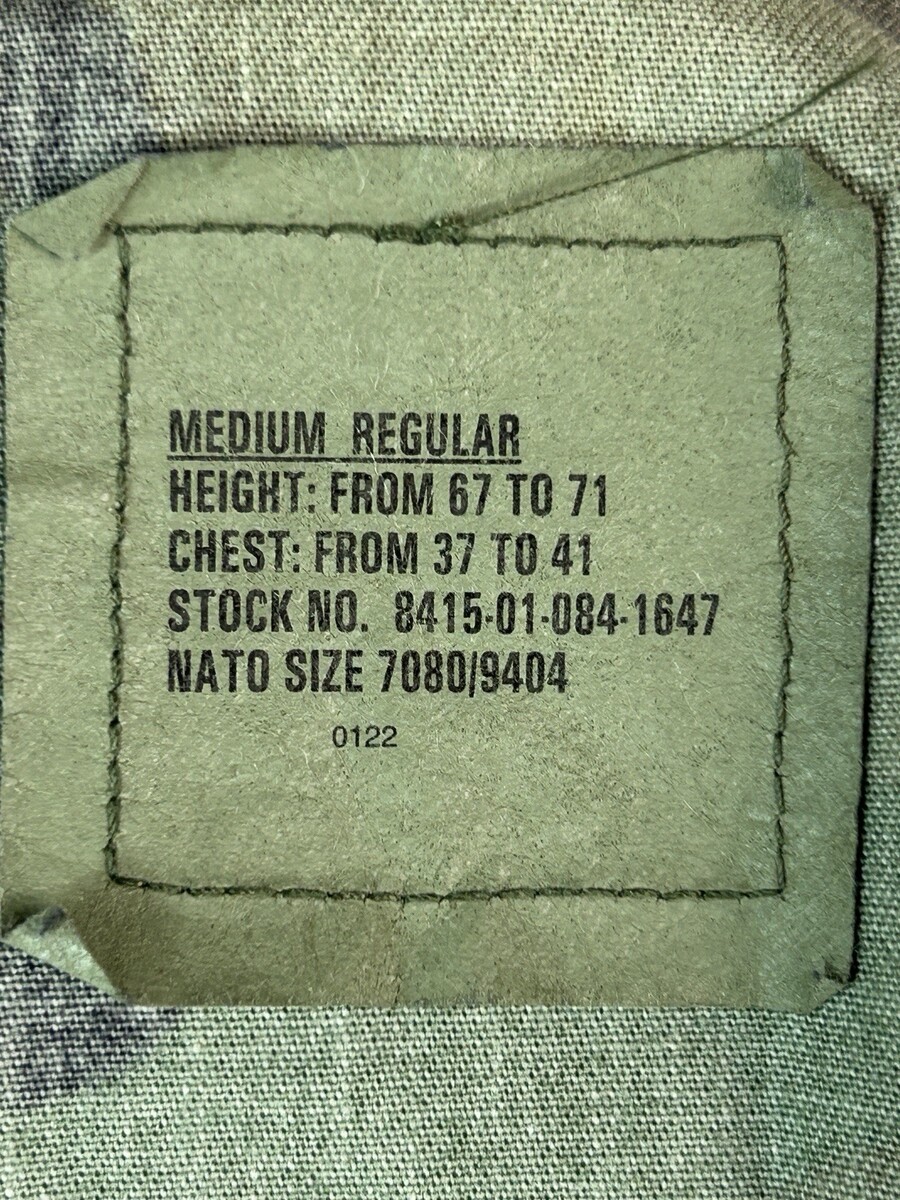 MEDIUM REGULAR
HEIGHT: FROM 67 TO 71
CHEST: FROM 37 TO 41
STOCK NO. 8415-01-084-1647
NATO SIZE 7080/9404
0122